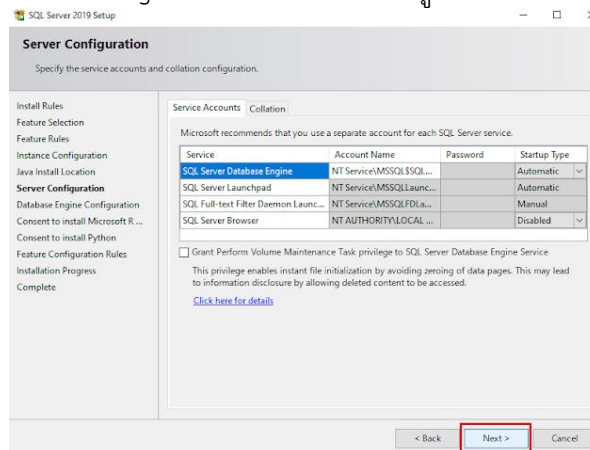 SQL Server 2019 Setup
Server Configuration
Specify the service accounts and collation configuration.
Install Rules
Feature Selection
Feature Rules
Instance Configuration
Java Install Location
Server Configuration
Database Engine Configuration
Consent to install Microsoft R ...
Consent to install Python
Feature Configuration Rules
Installation Progress
Complete
Service Accounts Collation
Microsoft recommends that you use a separate account for each SQL Server service.
Service Account Name Password Startup Type
SQL Server Database Engine NT Service\MSSQL$SQL... Automatic
SQL Server Launchpad NT Service\MSSQLLaunc... Automatic
SQL Full-text Filter Daemon Launc... NT Service\MSSQLFDLa... Manual
SQL Server Browser NT AUTHORITY\LOCAL ... Disabled
Grant Perform Volume Maintenance Task privilege to SQL Server Database Engine Service
This privilege enables instant file initialization by avoiding zeroing of data pages. This may lead
to information disclosure by allowing deleted content to be accessed.
Click here for details
< Back Next > Cancel